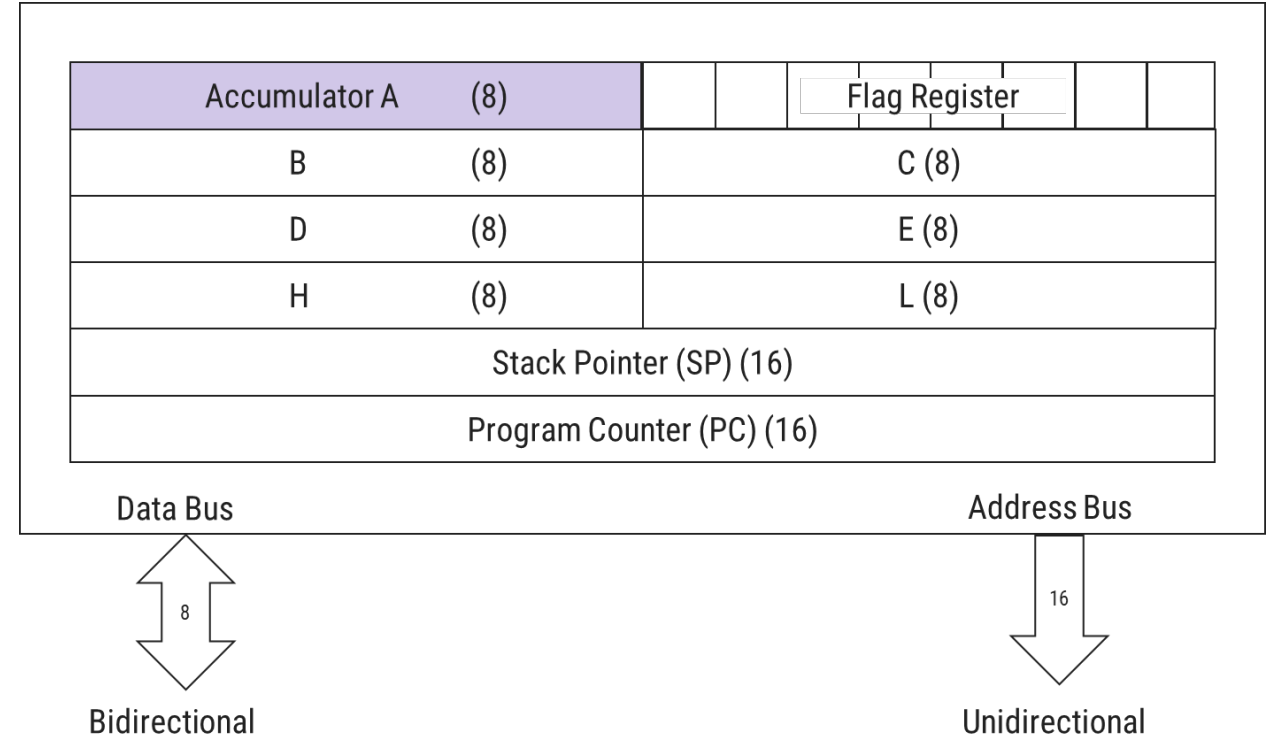 Accumulator A (8) Flag Register
B (8) C (8)
D (8) E (8)
H (8) L (8)
Stack Pointer (SP) (16)
Program Counter (PC) (16)
Data Bus Address Bus
8 16
Bidirectional Unidirectional